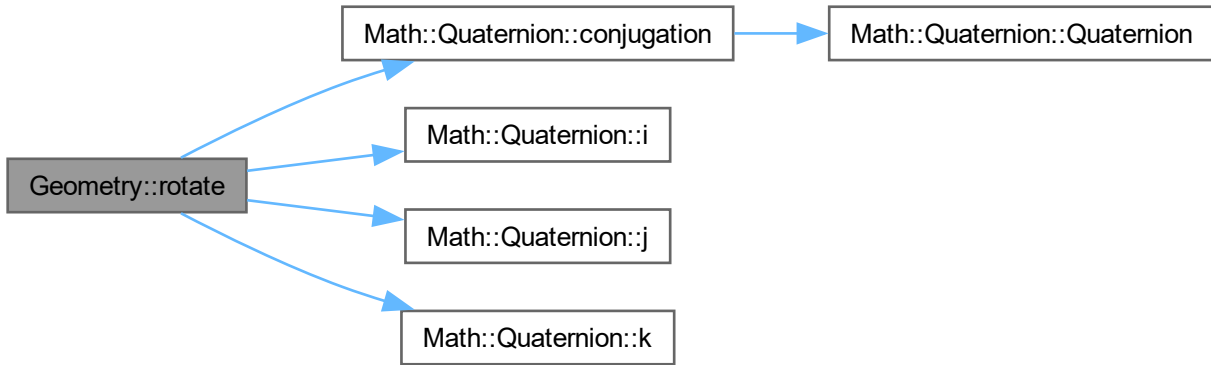 Math::Quaternion::conjugation
Math::Quaternion::Quaternion
Math::Quaternion::i
Geometry::rotate
Math::Quaternion::j
Math::Quaternion::k